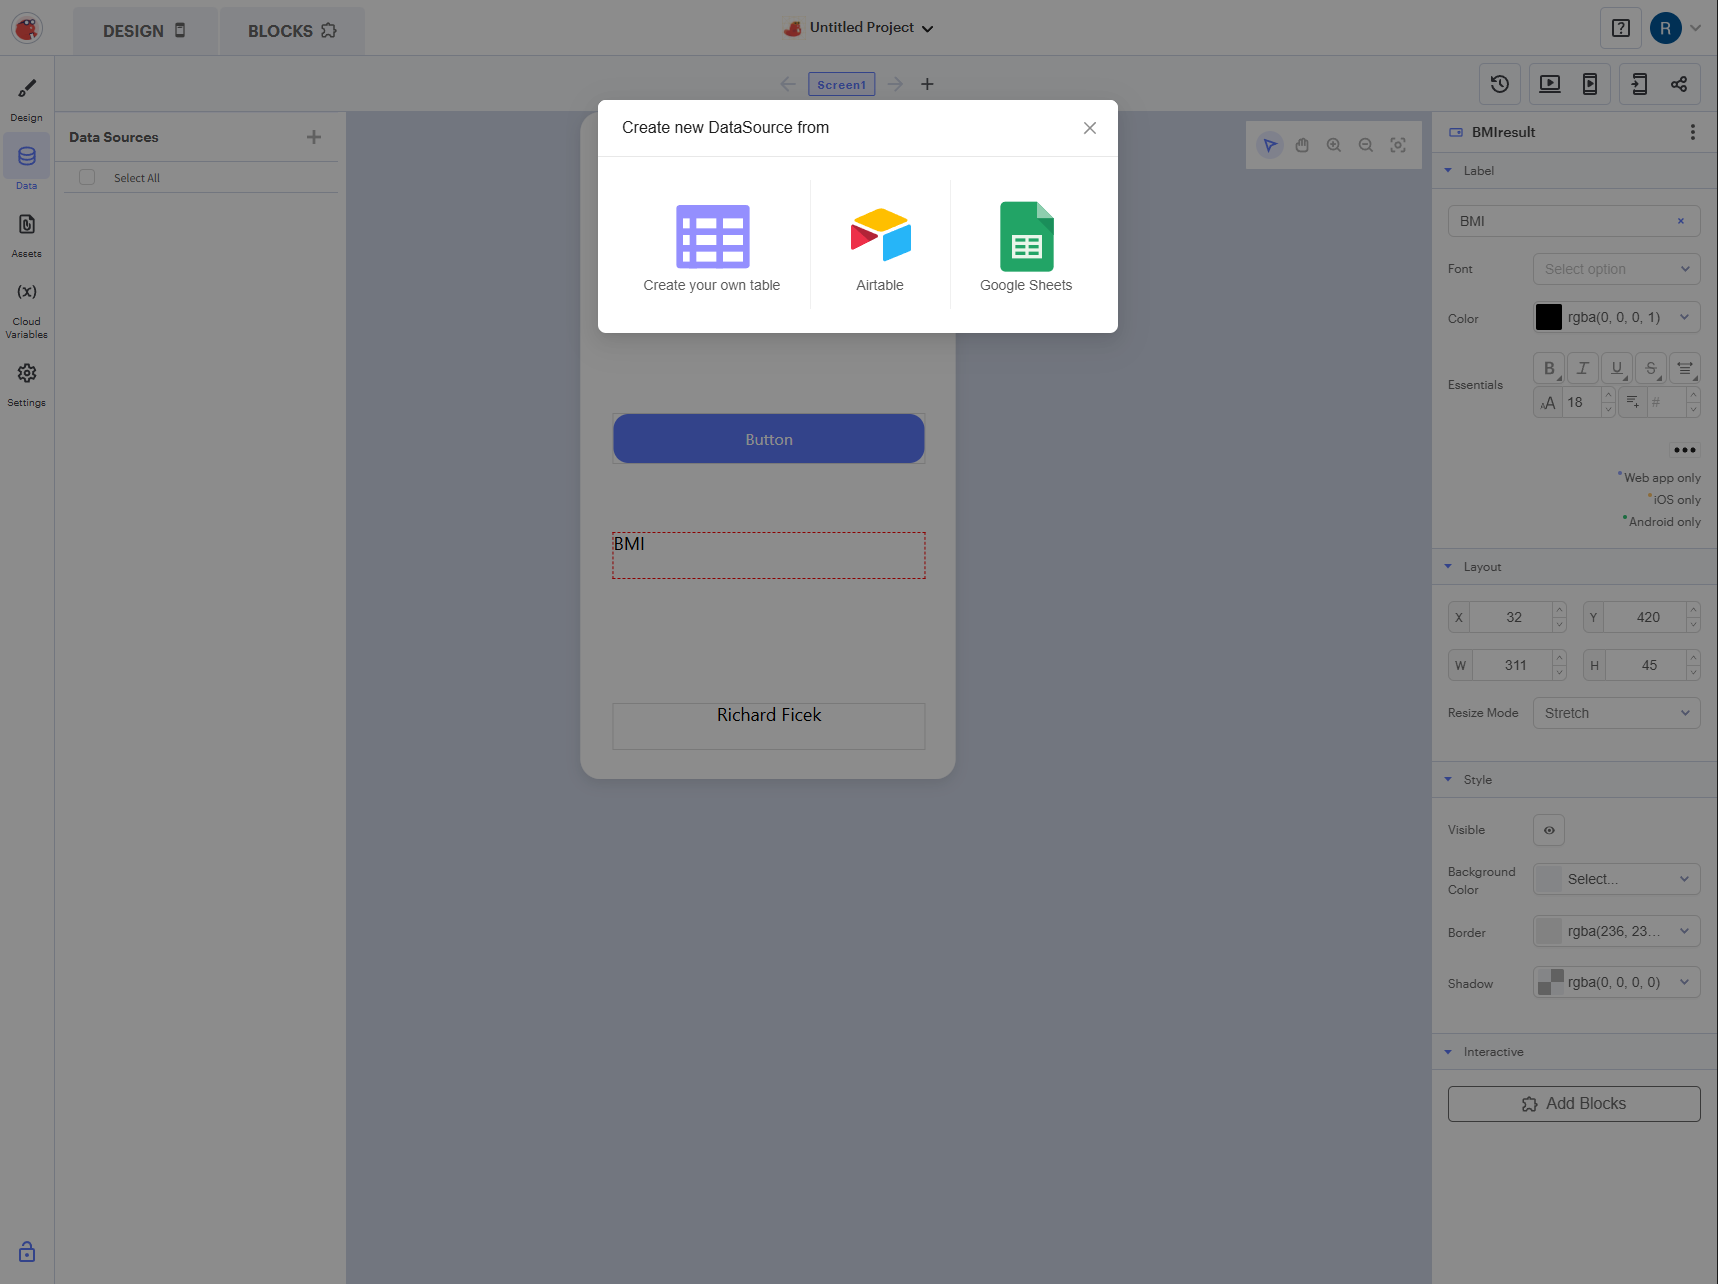 DESIGN
BLOCKS
Untitled Project
R
Design
Data
Assets
Cloud
Variables
Settings
Data Sources
Select All
Screen1
Create new DataSource from
Create your own table
Airtable
Google Sheets
Button
BMI
Richard Ficek
BMIresult
Label
BMI
Font
Select option
Color
rgba(0, 0, 0, 1)
Essentials
B I U S
AA 18 #
Web app only
iOS only
Android only
Layout
X 32 Y 420
W 311 H 45
Resize Mode
Stretch
Style
Visible
Background
Color
Select...
Border
rgba(236, 23...
Shadow
rgba(0, 0, 0, 0)
Interactive
Add Blocks